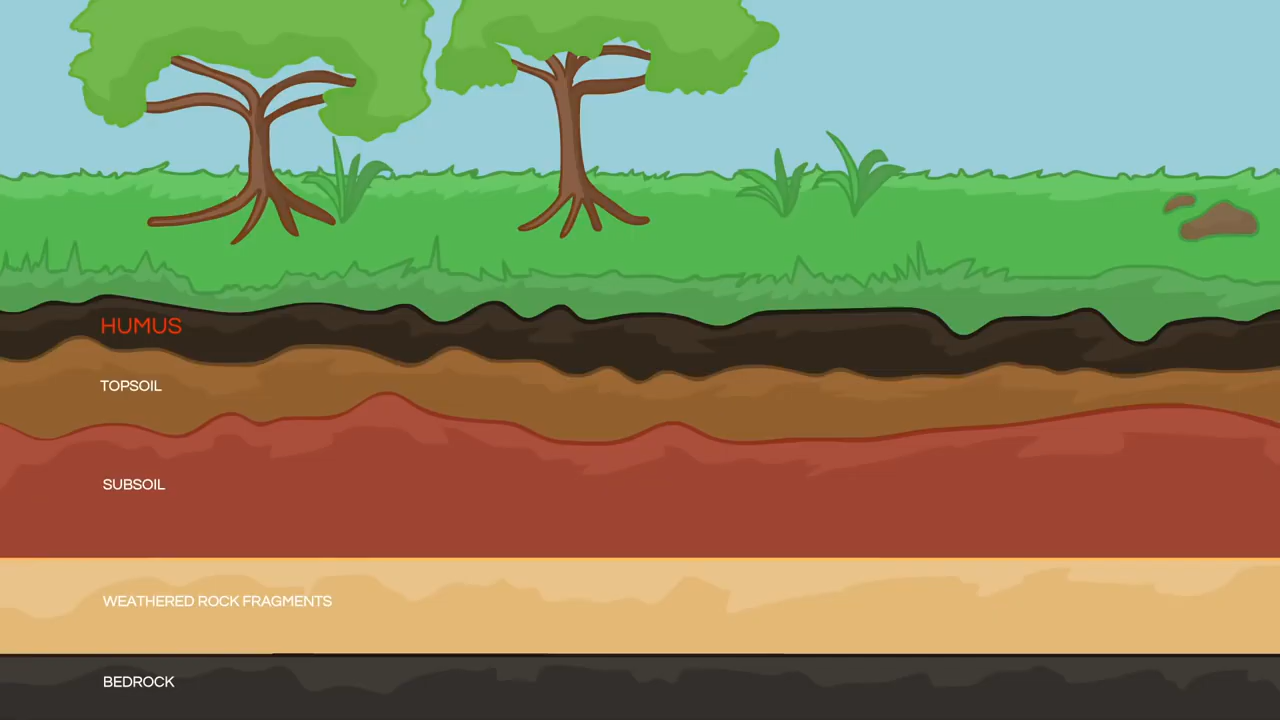 HUMUS
TOPSOIL
SUBSOIL
WEATHERED ROCK FRAGMENTS
BEDROCK